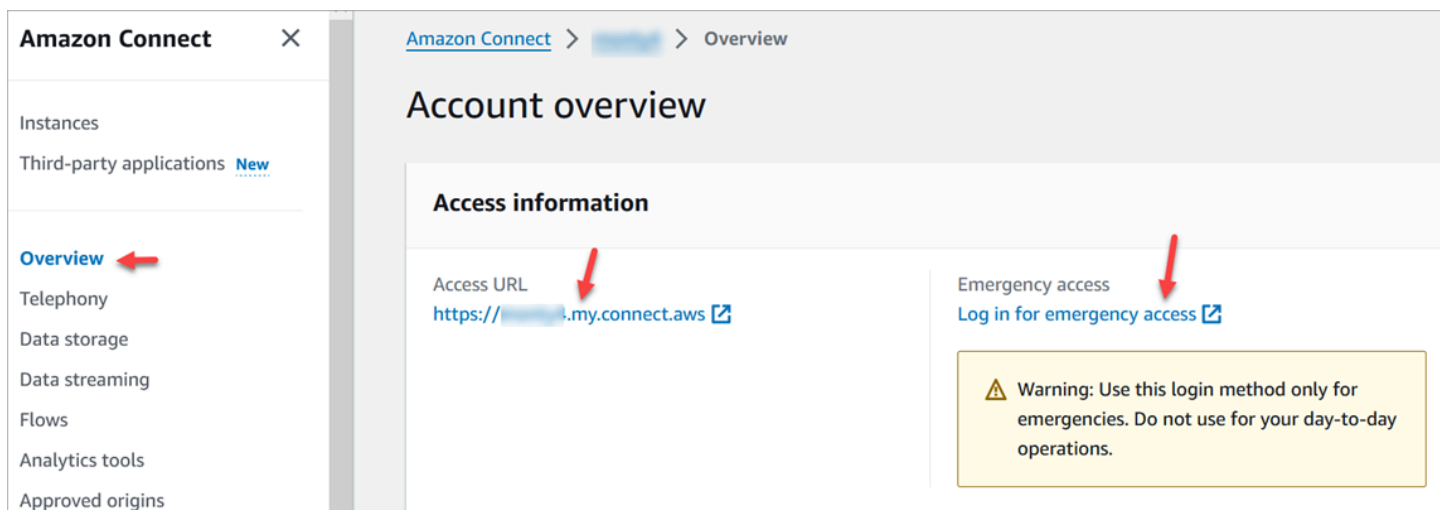 Amazon Connect
Instances
Third-party applications New
Overview
Telephony
Data storage
Data streaming
Flows
Analytics tools
Approved origins
Amazon Connect > > Overview
Account overview
Access information
Access URL
https:// .my.connect.aws
Emergency access
Log in for emergency access
Warning: Use this login method only for
emergencies. Do not use for your day-to-day
operations.